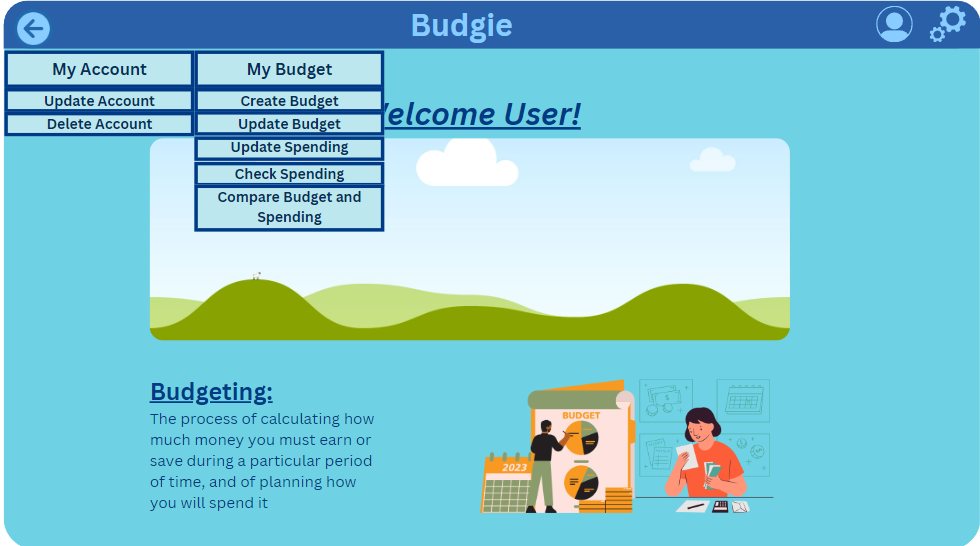 Budgie
My Account
My Budget
Update Account
Create Budget
Delete Account
Update Budget
elcome User!
Update Spending
Check Spending
Compare Budget and
Spending
Budgeting:
The process of calculating how
much money you must earn or
save during a particular period
of time, and of planning how
you will spend it
BUDGET
2023